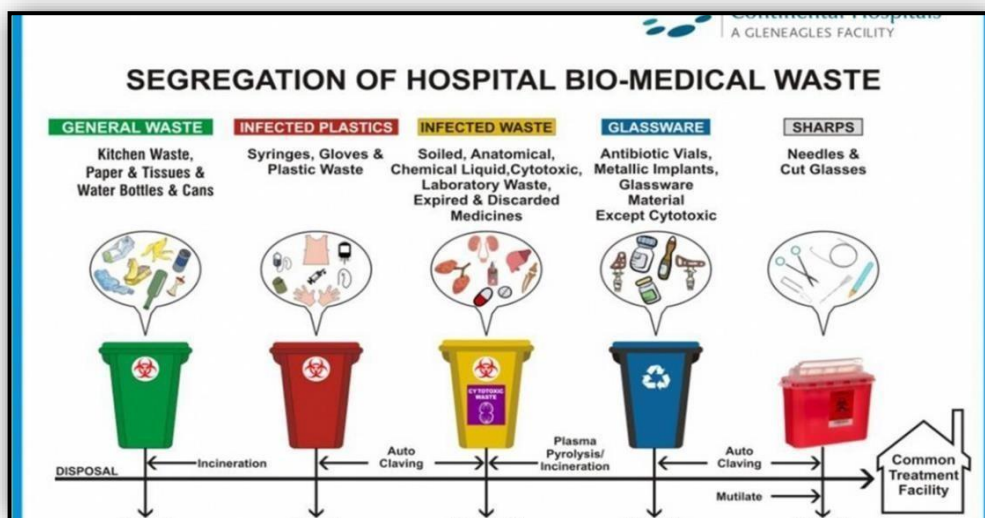 Continental Hospitals
A GLENEAGLES FACILITY
SEGREGATION OF HOSPITAL BIO-MEDICAL WASTE
GENERAL WASTE
Kitchen Waste,
Paper & Tissues &
Water Bottles & Cans
INFECTED PLASTICS
Syringes, Gloves &
Plastic Waste
INFECTED WASTE
Soiled, Anatomical,
Chemical Liquid,Cytotoxic,
Laboratory Waste,
Expired & Discarded
Medicines
GLASSWARE
Antibiotic Vials,
Metallic Implants,
Glassware
Material
Except Cytotoxic
SHARPS
Needles &
Cut Glasses
CYTOTOXIC
WASTE
DISPOSAL
Incineration
Auto
Claving
Plasma
Pyrolysis/
Incineration
Auto
Claving
Mutilate
Common
Treatment
Facility